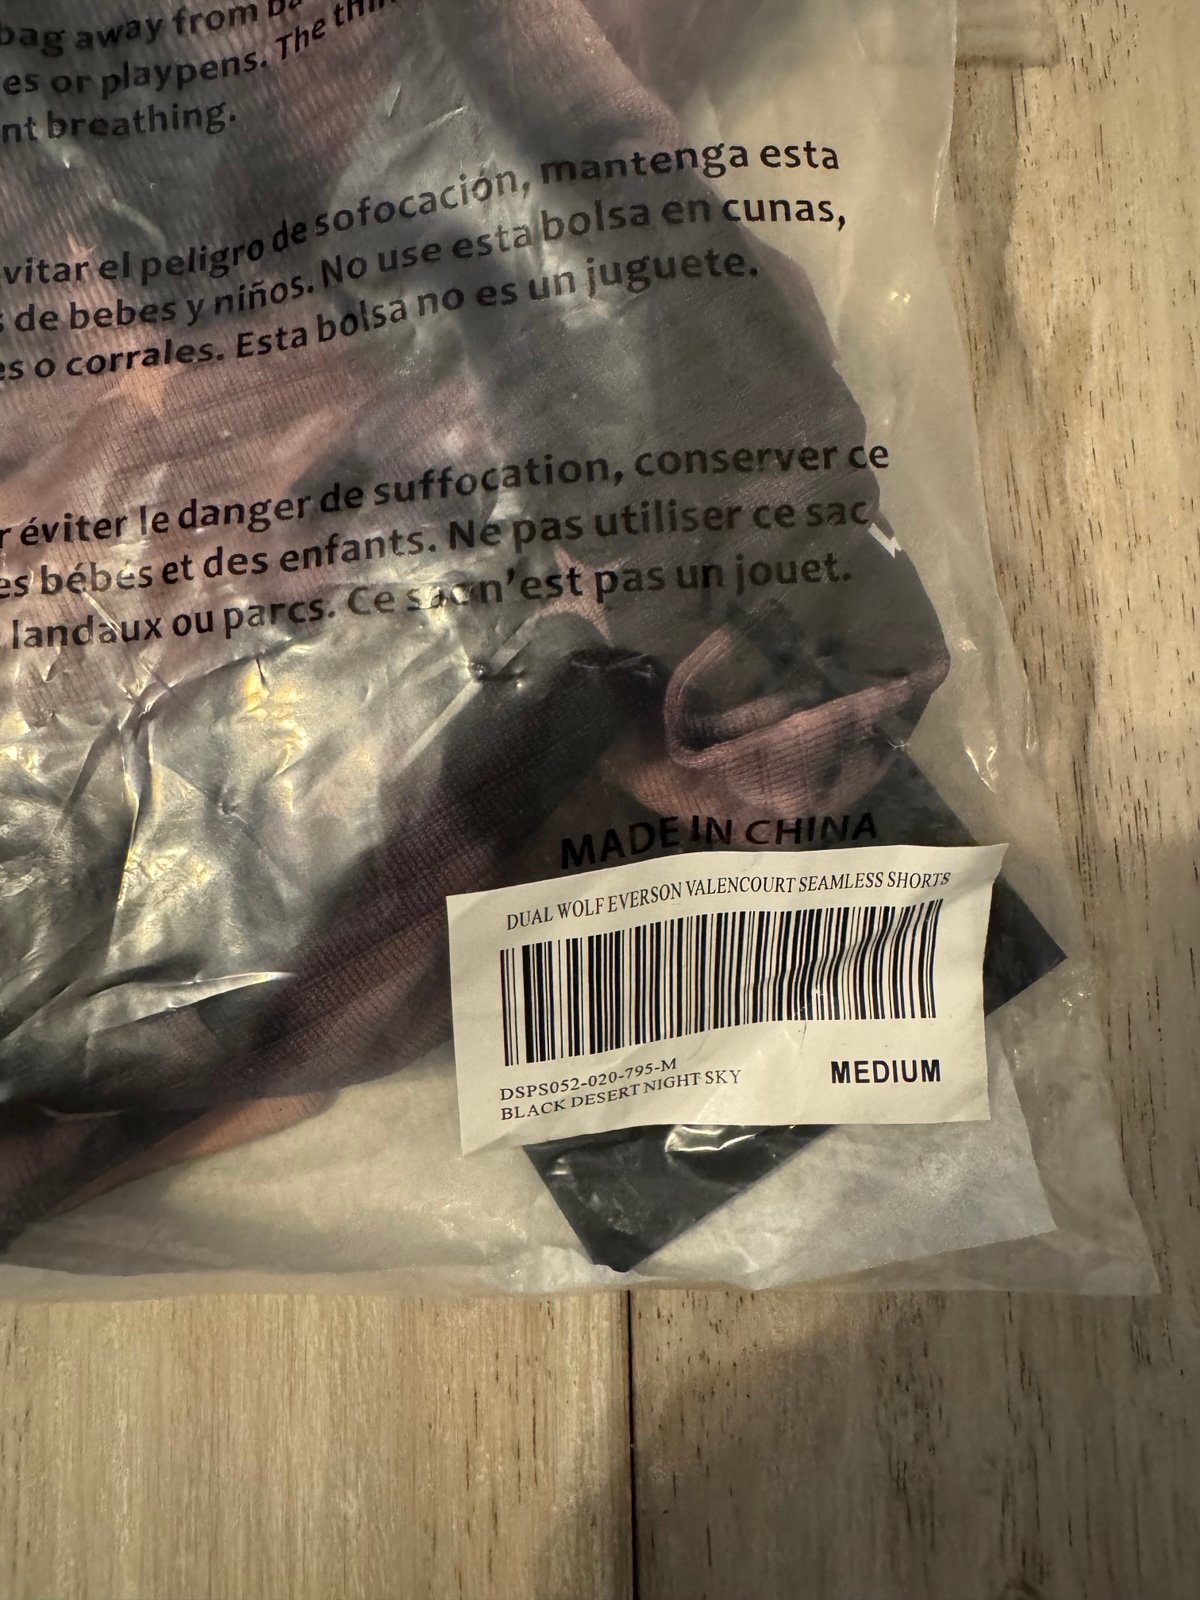 bag away from
es or playpens. The
nt breathing.
vitar el peligro de sofocación, mantenga esta
de bebes y niños. No use esta bolsa en cunas,
es o corrales. Esta bolsa no es un juguete.
r éviter le danger de suffocation, conserver ce
es bébés et des enfants. Ne pas utiliser ce sac
landaux ou parcs. Ce sac n'est pas un jouet.
MADE IN CHINA
DUAL WOLF EVERSON VALENCOURT SEAMLESS SHORTS
DSPS052-020-795-M
BLACK DESERT NIGHT SKY
MEDIUM